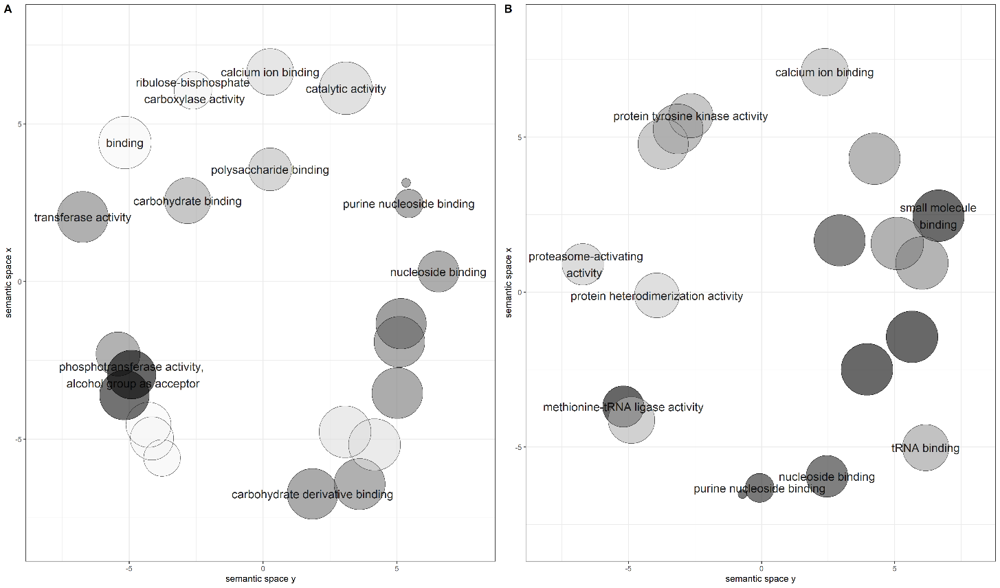 A
ribulose-bisphosphate
carboxylase activity
calcium ion binding
catalytic activity
binding
polysaccharide binding
carbohydrate binding
purine nucleoside binding
transferase activity
nucleoside binding
phosphotransferase activity,
alcohol group as acceptor
carbohydrate derivative binding
5
0
-5
-5
0
5
semantic space x
semantic space y
B
calcium ion binding
protein tyrosine kinase activity
small molecule
binding
proteasome-activating
activity
protein heterodimerization activity
methionine-tRNA ligase activity
tRNA binding
nucleoside binding
purine nucleoside binding
5
0
-5
-5
0
5
semantic space x
semantic space y